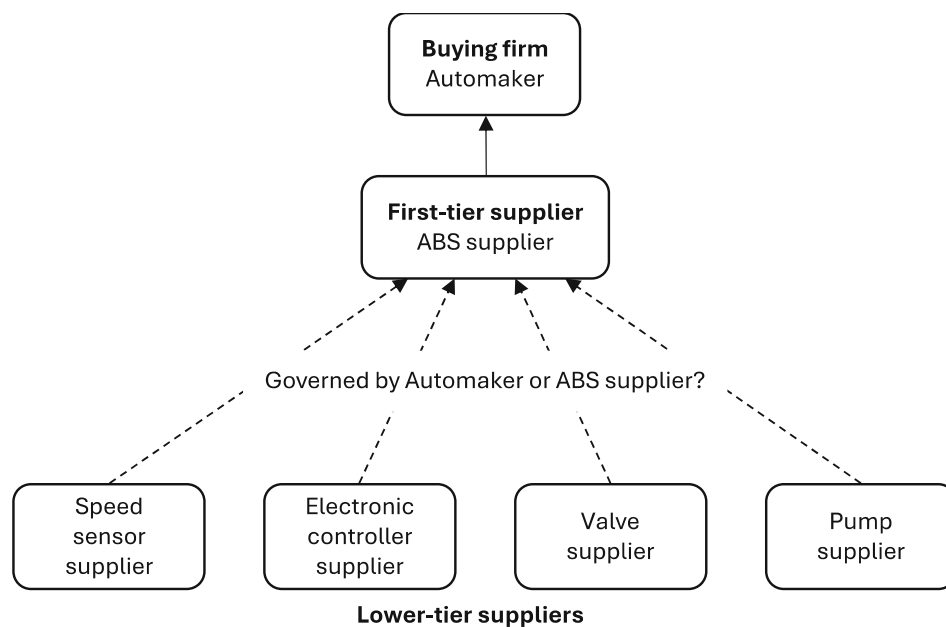 Buying firm
Automaker
First-tier supplier
ABS supplier
Governed by Automaker or ABS supplier?
Speed
sensor
supplier
Electronic
controller
supplier
Valve
supplier
Pump
supplier
Lower-tier suppliers